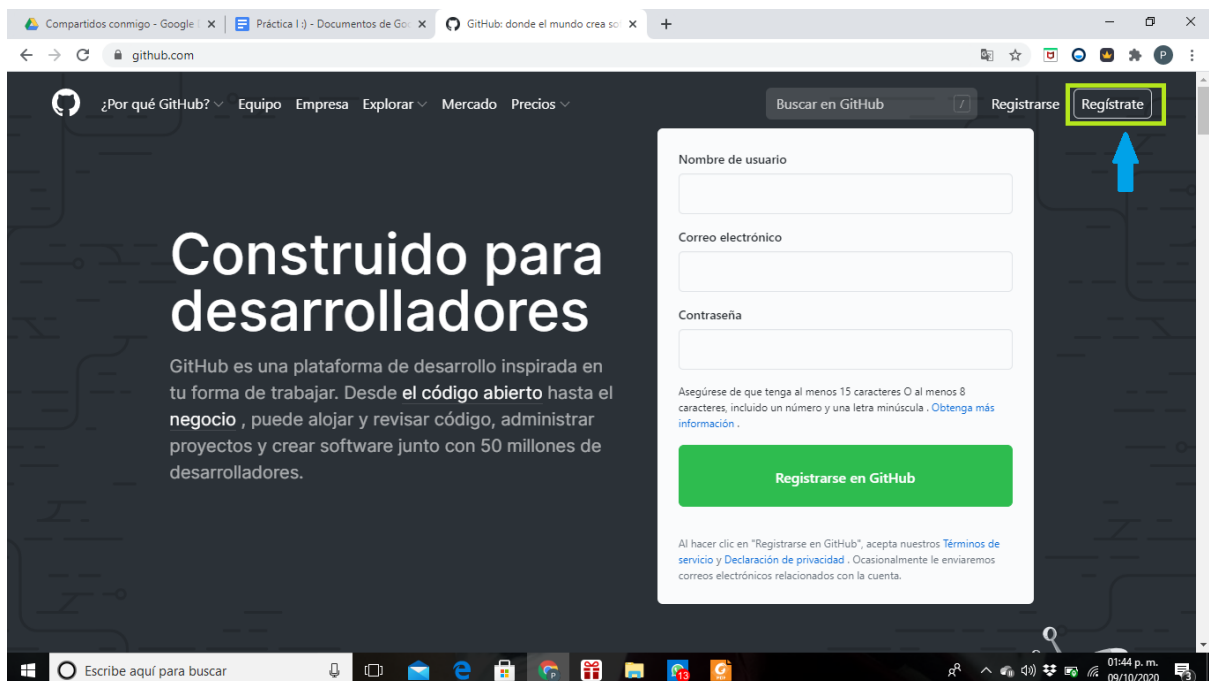 Compartidos conmigo - Google
Práctica I :) - Documentos de Goo
GitHub: donde el mundo crea so
github.com
P
¿Por qué GitHub? Equipo Empresa Explorar Mercado Precios
Buscar en GitHub /
Registrarse
Regístrate
Construido para
desarrolladores
GitHub es una plataforma de desarrollo inspirada en
tu forma de trabajar. Desde el código abierto hasta el
negocio , puede alojar y revisar código, administrar
proyectos y crear software junto con 50 millones de
desarrolladores.
Nombre de usuario
Correo electrónico
Contraseña
Asegúrese de que tenga al menos 15 caracteres O al menos 8
caracteres, incluido un número y una letra minúscula . Obtenga más
información .
Registrarse en GitHub
Al hacer clic en "Registrarse en GitHub", acepta nuestros Términos de
servicio y Declaración de privacidad . Ocasionalmente le enviaremos
correos electrónicos relacionados con la cuenta.
Escribe aquí para buscar
13
01:44 p. m.
09/10/2020
3